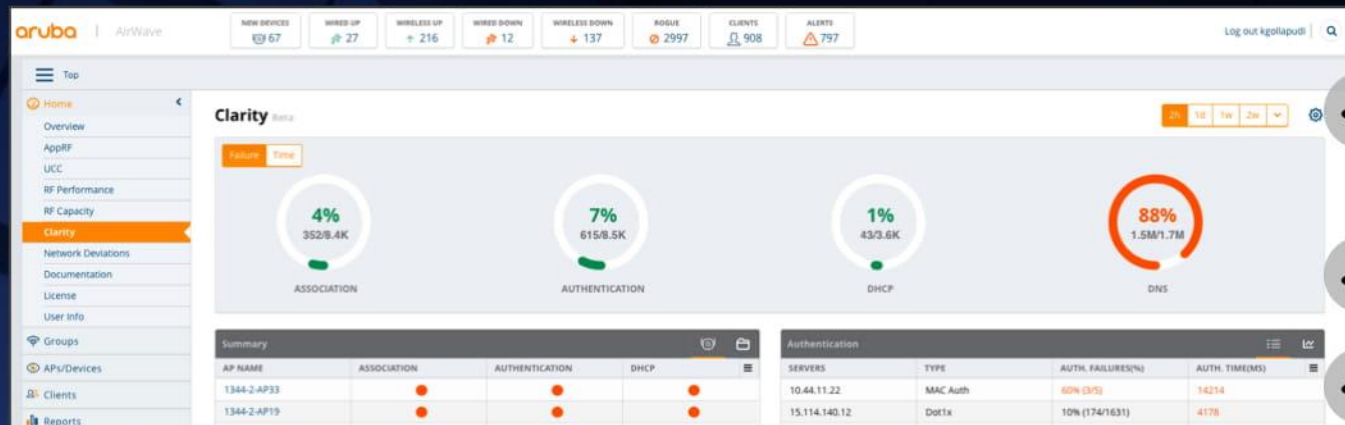 aruba | AirWave
NEW DEVICES
67
WIRED UP
27
WIRELESS UP
216
WIRED DOWN
12
WIRELESS DOWN
137
ROGUE
2997
CLIENTS
908
ALERTS
797
Log out kgollapudi
Top
Home
Overview
AppRF
UCC
RF Performance
RF Capacity
Clarity
Network Deviations
Documentation
License
User Info
Groups
APs/Devices
Clients
Reports
Clarity Beta
2h 1d 1w 2w
Failure Time
4%
352/8.4K
ASSOCIATION
7%
615/8.5K
AUTHENTICATION
1%
43/3.6K
DHCP
88%
1.5M/1.7M
DNS
Summary
AP NAME ASSOCIATION AUTHENTICATION DHCP
1344-2-AP33
1344-2-AP19
Authentication
SERVERS TYPE AUTH. FAILURES(%) AUTH. TIME(MS)
10.44.11.22 MAC Auth 60% (3/5) 14214
15.114.140.12 Dot1x 10% (174/1631) 4178